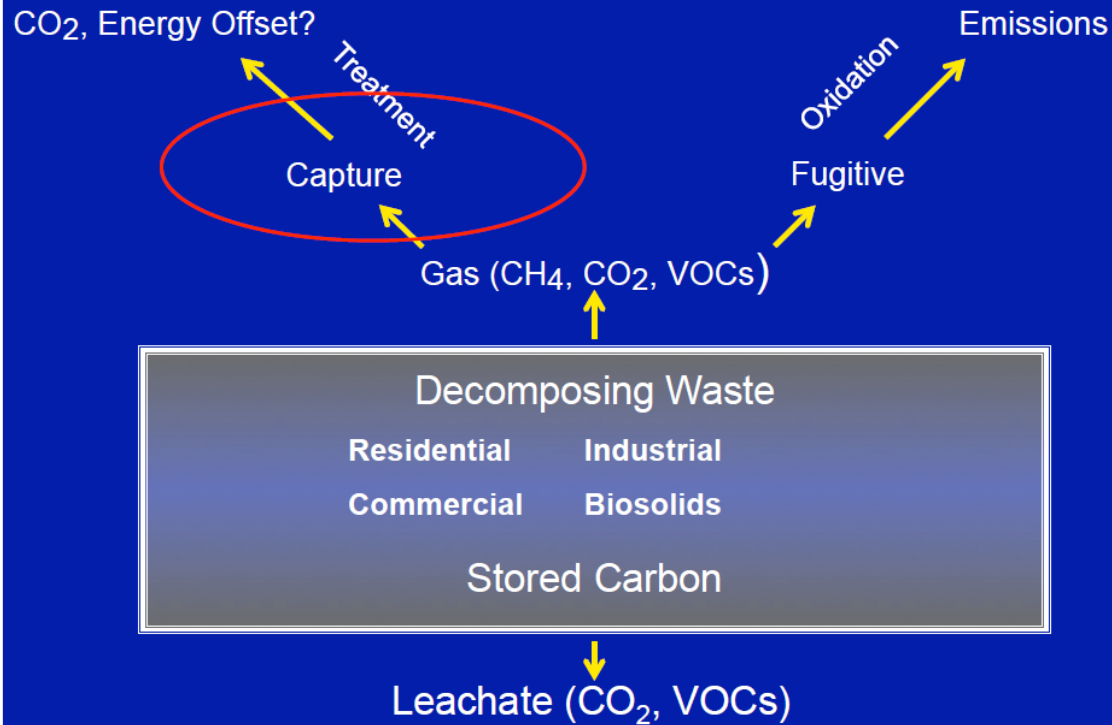 CO2, Energy Offset?
Emissions
Treatment
Oxidation
Capture
Fugitive
Gas (CH4, CO2, VOCs)
Decomposing Waste
Residential Industrial
Commercial Biosolids
Stored Carbon
Leachate (CO₂, VOCs)